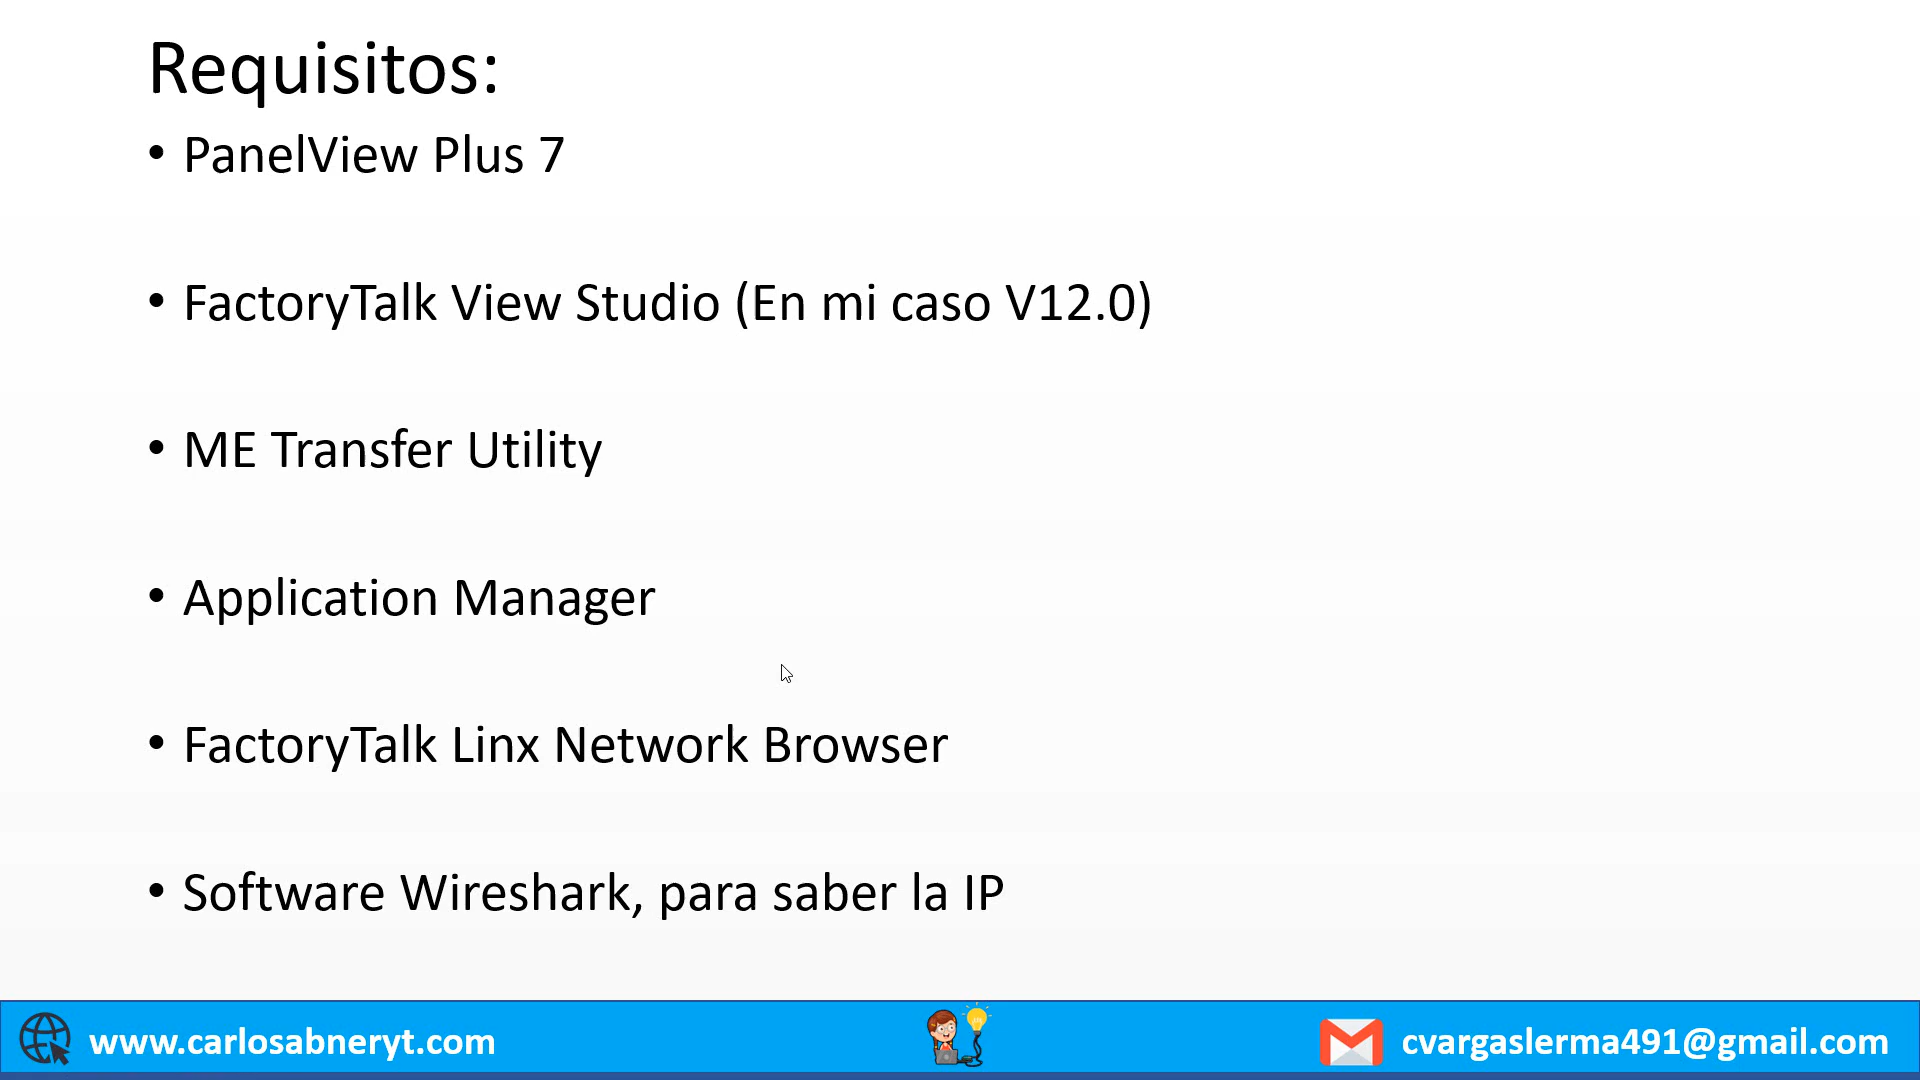 Requisitos:
• PanelView Plus 7
• FactoryTalk View Studio (En mi caso V12.0)
• ME Transfer Utility
• Application Manager
• FactoryTalk Linx Network Browser
• Software Wireshark, para saber la IP
www.carlosabneryt.com
cvargaslerma491@gmail.com